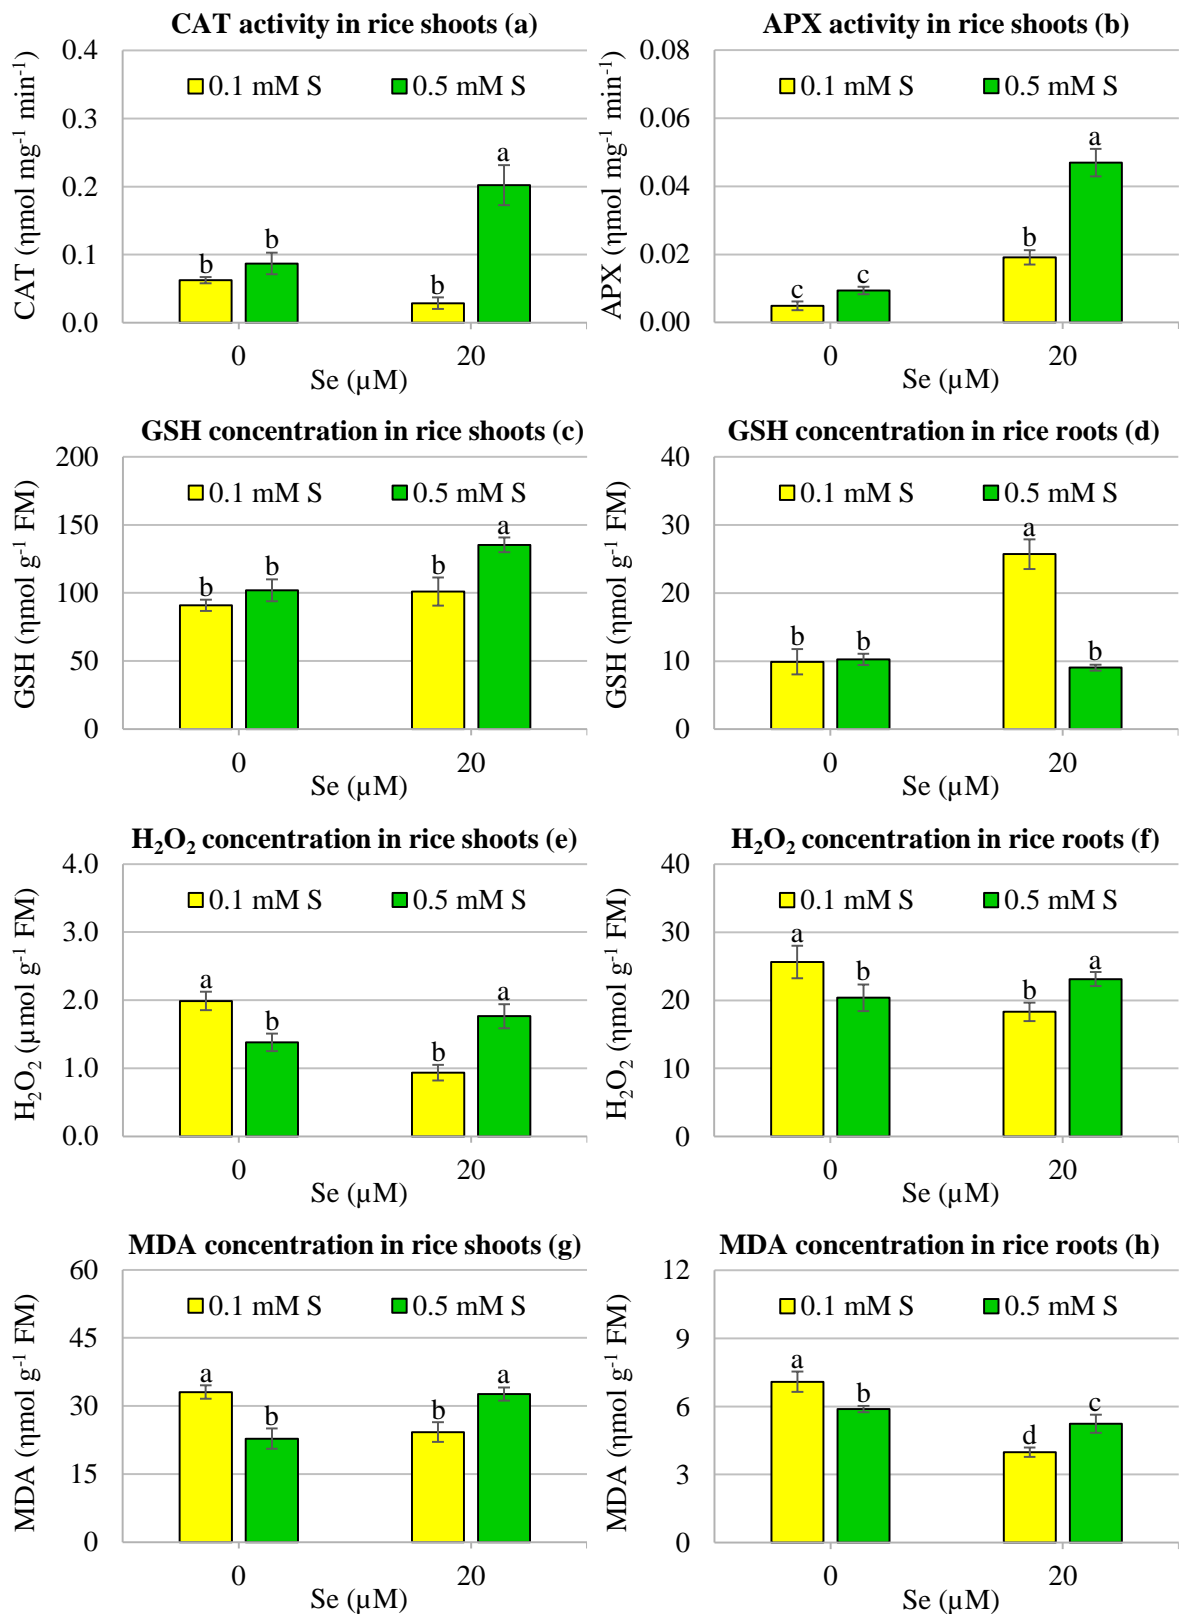 CAT activity in rice shoots (a)
0.4
0.3
0.2
0.1
0.0
CAT (ηmol mg⁻¹ min⁻¹)
0.1 mM S 0.5 mM S
b b b a
0 20
Se (µM)
APX activity in rice shoots (b)
0.08
0.06
0.04
0.02
0.00
APX (ηmol mg⁻¹ min⁻¹)
0.1 mM S 0.5 mM S
c c b a
0 20
Se (µM)
GSH concentration in rice shoots (c)
200
150
100
50
0
GSH (ηmol g⁻¹ FM)
0.1 mM S 0.5 mM S
b b b a
0 20
Se (µM)
GSH concentration in rice roots (d)
40
30
20
10
0
GSH (ηmol g⁻¹ FM)
0.1 mM S 0.5 mM S
b b a b
0 20
Se (µM)
H₂O₂ concentration in rice shoots (e)
4.0
3.0
2.0
1.0
0.0
H₂O₂ (µmol g⁻¹ FM)
0.1 mM S 0.5 mM S
a b b a
0 20
Se (µM)
H₂O₂ concentration in rice roots (f)
40
30
20
10
0
H₂O₂ (ηmol g⁻¹ FM)
0.1 mM S 0.5 mM S
a b b a
0 20
Se (µM)
MDA concentration in rice shoots (g)
60
45
30
15
0
MDA (ηmol g⁻¹ FM)
0.1 mM S 0.5 mM S
a b b a
0 20
Se (µM)
MDA concentration in rice roots (h)
12
9
6
3
0
MDA (ηmol g⁻¹ FM)
0.1 mM S 0.5 mM S
a b d c
0 20
Se (µM)